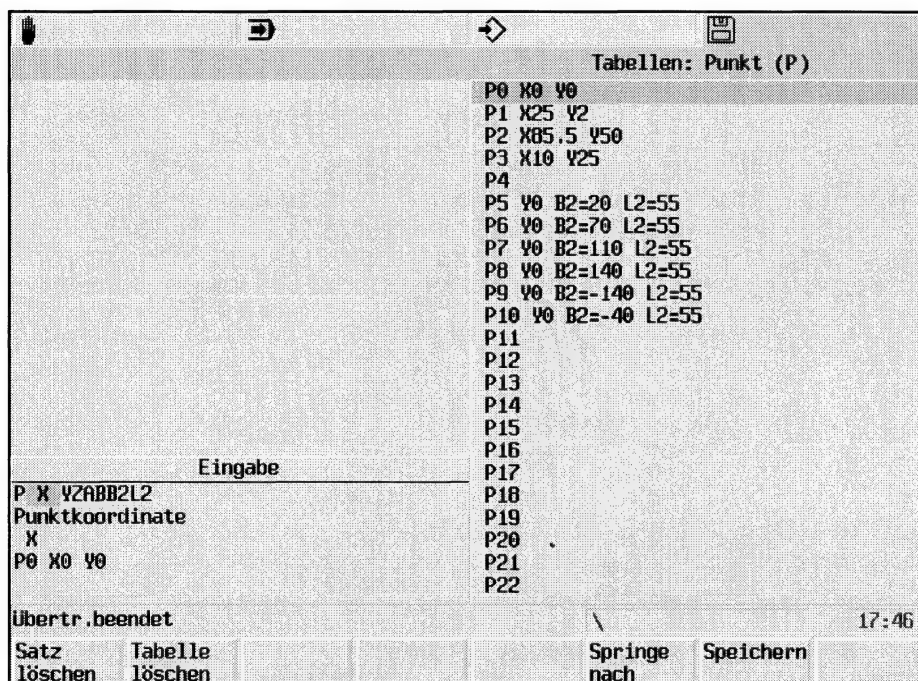 Tabellen: Punkt (P)
P0 X0 Y0
P1 X25 Y2
P2 X85.5 Y50
P3 X10 Y25
P4
P5 Y0 B2=20 L2=55
P6 Y0 B2=70 L2=55
P7 Y0 B2=110 L2=55
P8 Y0 B2=140 L2=55
P9 Y0 B2=-140 L2=55
P10 Y0 B2=-40 L2=55
P11
P12
P13
P14
P15
P16
P17
P18
P19
P20
P21
P22
Eingabe
P X YZABB2L2
Punktkoordinate
X
P0 X0 Y0
übertr.beendet \ 17:46
Satz löschen
Tabelle löschen
Springe nach
Speichern